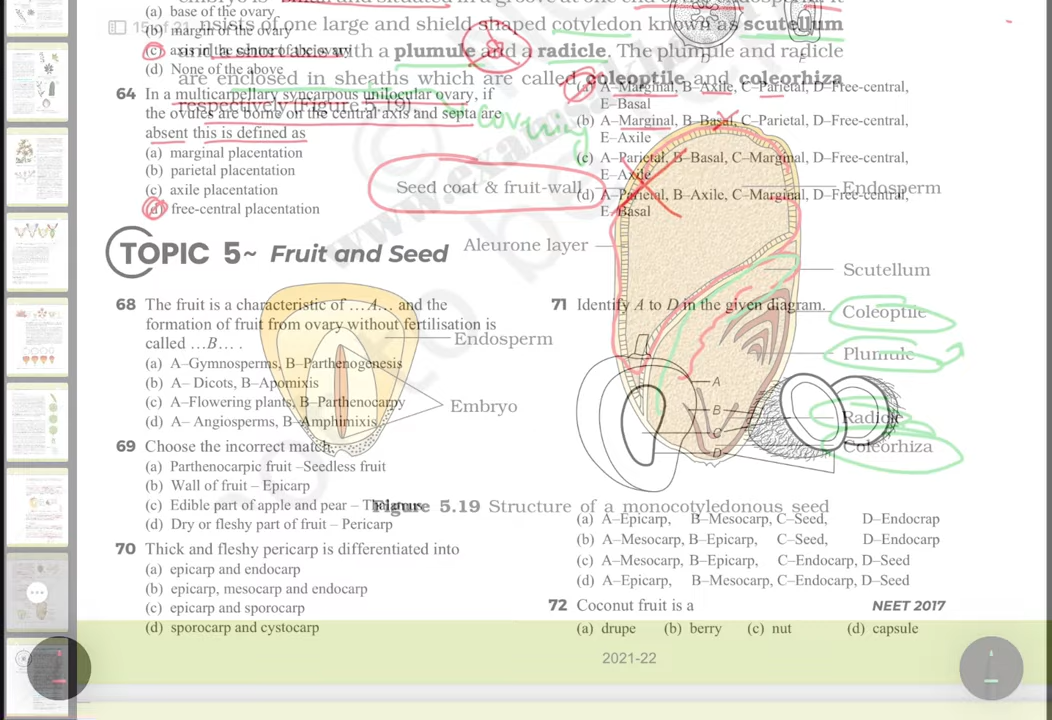 (a) base of the ovary
(b) margin of the ovary
(c) axis in the centre of the ovary
(d) None of the above
64 In a multicarpellary syncarpous unilocular ovary, if
the ovules are borne on the central axis and septa are
absent this is defined as
(a) marginal placentation
(b) parietal placentation
(c) axile placentation
(d) free-central placentation
TOPIC 5~ Fruit and Seed
68 The fruit is a characteristic of …A… and the
formation of fruit from ovary without fertilisation is
called …B… .
(a) A– Gymnosperms, B–Parthenogenesis
(b) A– Dicots, B–Apomixis
(c) A–Flowering plants, B–Parthenocarpy
(d) A– Angiosperms, B–Amphimixis
69 Choose the incorrect match.
(a) Parthenocarpic fruit –Seedless fruit
(b) Wall of fruit – Epicarp
(c) Edible part of apple and pear – Thalamus
(d) Dry or fleshy part of fruit – Pericarp
70 Thick and fleshy pericarp is differentiated into
(a) epicarp and endocarp
(b) epicarp, mesocarp and endocarp
(c) epicarp and sporocarp
(d) sporocarp and cystocarp
15 of 21
nsists of one large and shield shaped cotyledon known as scutellum
and a short axis with a plumule and a radicle. The plumule and radicle
are enclosed in sheaths which are called coleoptile and coleorhiza
respectively (Figure 5.19).
covering
D
E
(a) A–Marginal, B–Axile, C–Parietal, D–Free-central,
E–Basal
(b) A–Marginal, B–Basal, C–Parietal, D–Free-central,
E–Axile
(c) A–Parietal, B–Basal, C–Marginal, D–Free-central,
E–Axile
(d) A–Parietal, B–Axile, C–Marginal, D–Free-central,
E–Basal
Seed coat & fruit-wall
Endosperm
Aleurone layer
Scutellum
Coleoptile
Endosperm
Plumule
Embryo
Radicle
Coleorhiza
Figure 5.19 Structure of a monocotyledonous seed
71 Identify A to D in the given diagram.
A
B
C
D
(a) A–Epicarp, B–Mesocarp, C–Seed, D–Endocrap
(b) A–Mesocarp, B–Epicarp, C–Seed, D–Endocarp
(c) A–Mesocarp, B–Epicarp, C–Endocarp, D–Seed
(d) A–Epicarp, B–Mesocarp, C–Endocarp, D–Seed
72 Coconut fruit is a NEET 2017
(a) drupe (b) berry (c) nut (d) capsule
2021-22